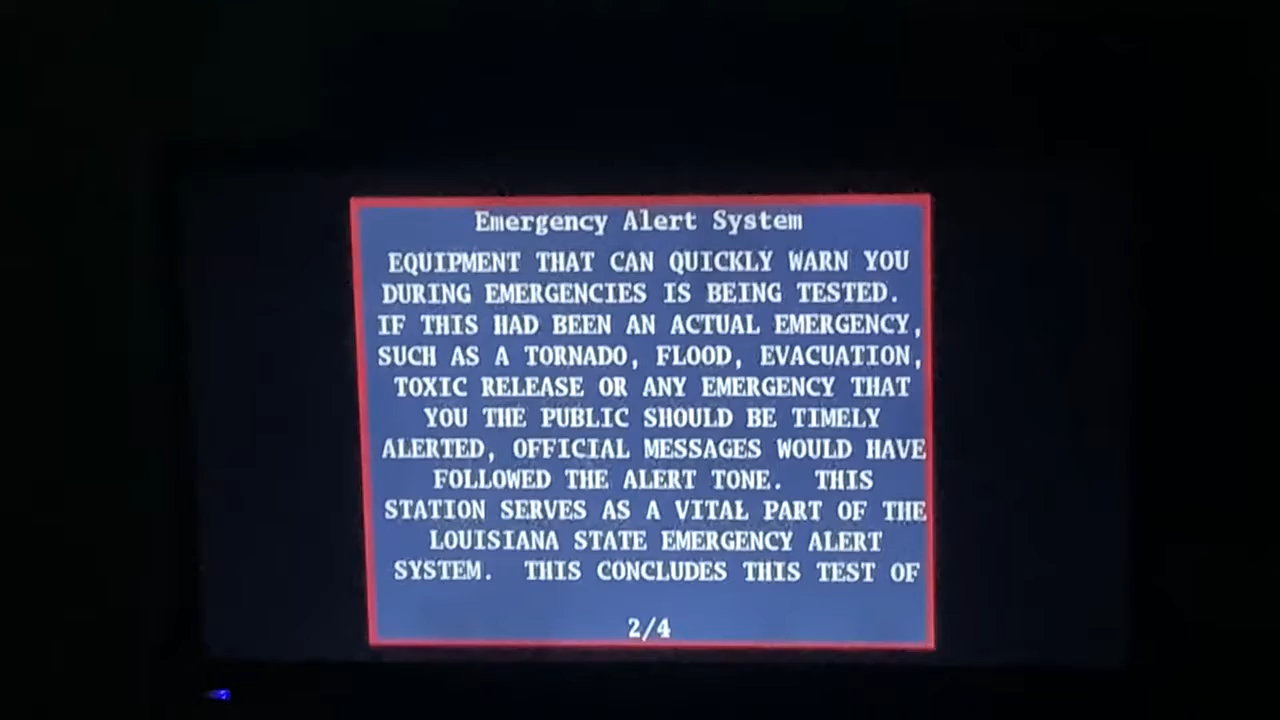 Emergency Alert System
EQUIPMENT THAT CAN QUICKLY WARN YOU
DURING EMERGENCIES IS BEING TESTED.
IF THIS HAD BEEN AN ACTUAL EMERGENCY,
SUCH AS A TORNADO, FLOOD, EVACUATION,
TOXIC RELEASE OR ANY EMERGENCY THAT
YOU THE PUBLIC SHOULD BE TIMELY
ALERTED, OFFICIAL MESSAGES WOULD HAVE
FOLLOWED THE ALERT TONE. THIS
STATION SERVES AS A VITAL PART OF THE
LOUISIANA STATE EMERGENCY ALERT
SYSTEM. THIS CONCLUDES THIS TEST OF
2/4